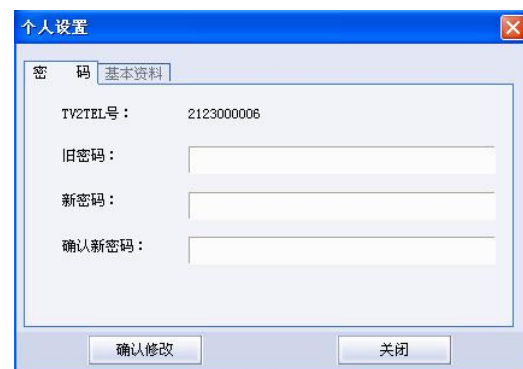 个人设置
密 码 基本资料
TV2TEL号： 2123000006
旧密码：
新密码：
确认新密码：
确认修改 关闭